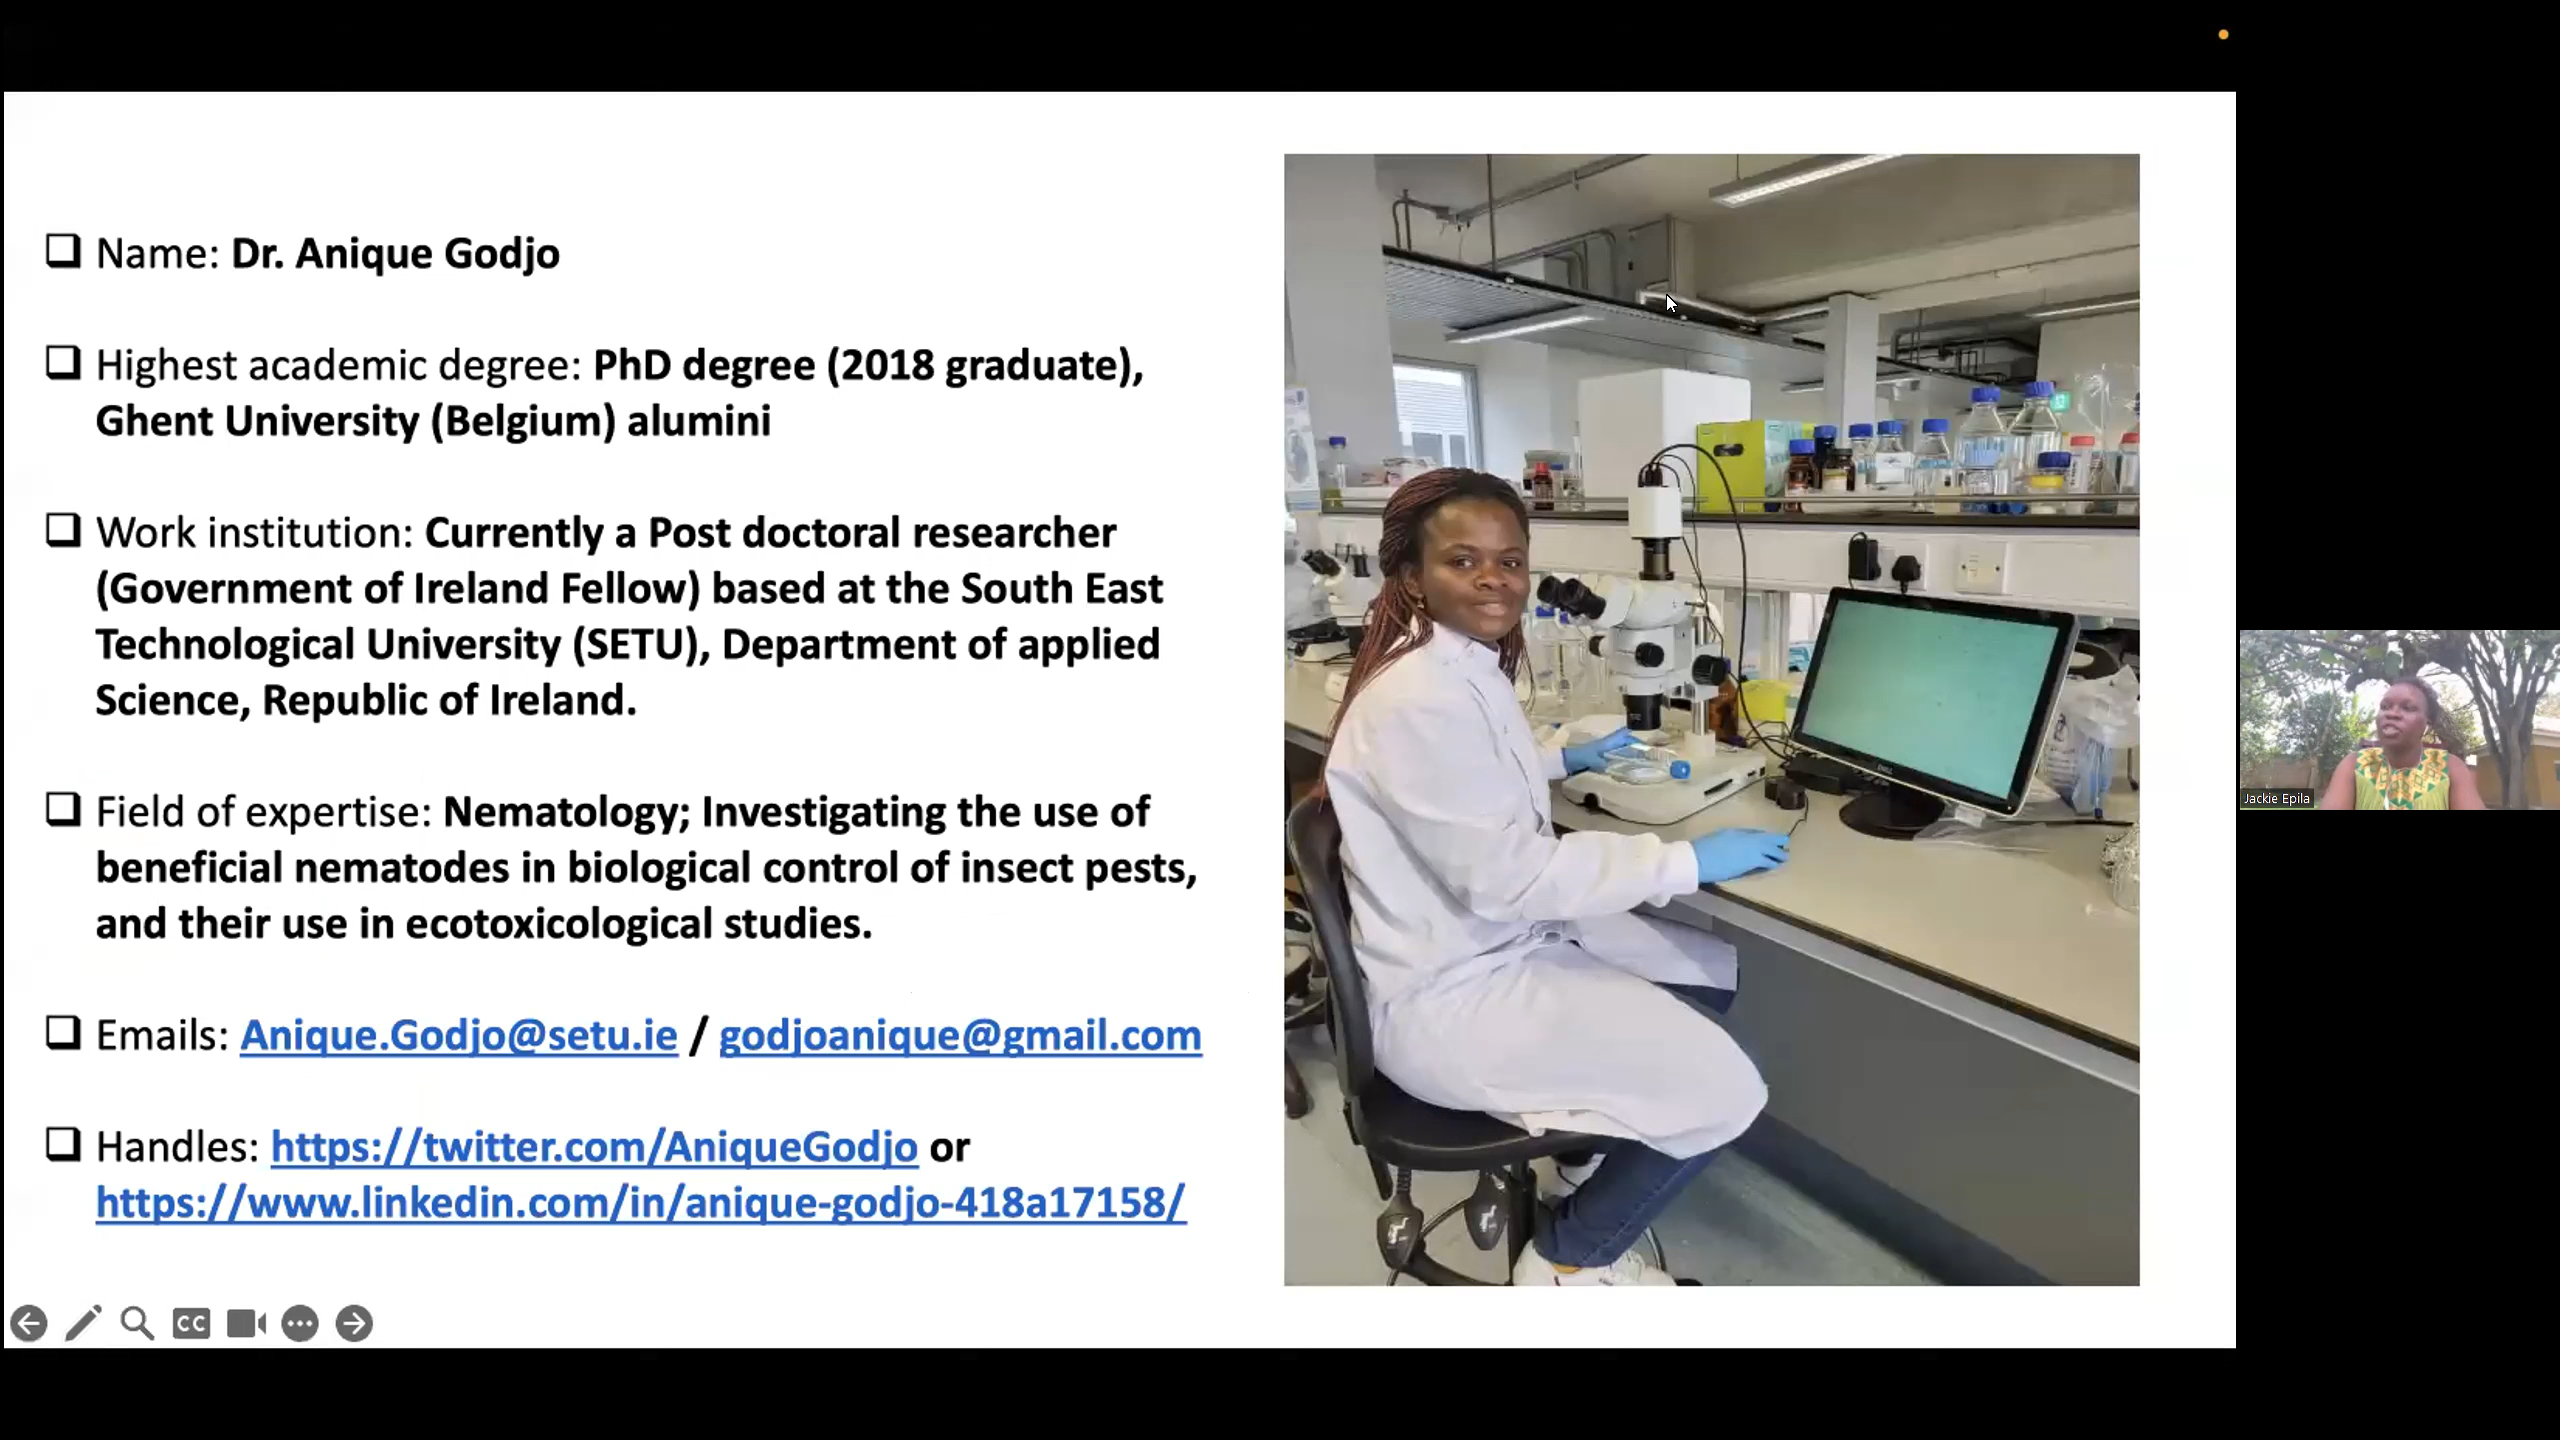 Name: Dr. Anique Godjo
Highest academic degree: PhD degree (2018 graduate),
Ghent University (Belgium) alumini
Work institution: Currently a Post doctoral researcher
(Government of Ireland Fellow) based at the South East
Technological University (SETU), Department of applied
Science, Republic of Ireland.
Field of expertise: Nematology; Investigating the use of
beneficial nematodes in biological control of insect pests,
and their use in ecotoxicological studies.
Emails: Anique.Godjo@setu.ie / godjoanique@gmail.com
Handles: https://twitter.com/AniqueGodjo or
https://www.linkedin.com/in/anique-godjo-418a17158/
CC
Jackie Epila